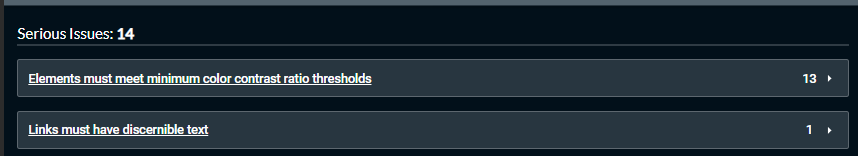 Serious Issues: 14
Elements must meet minimum color contrast ratio thresholds 13
Links must have discernible text 1